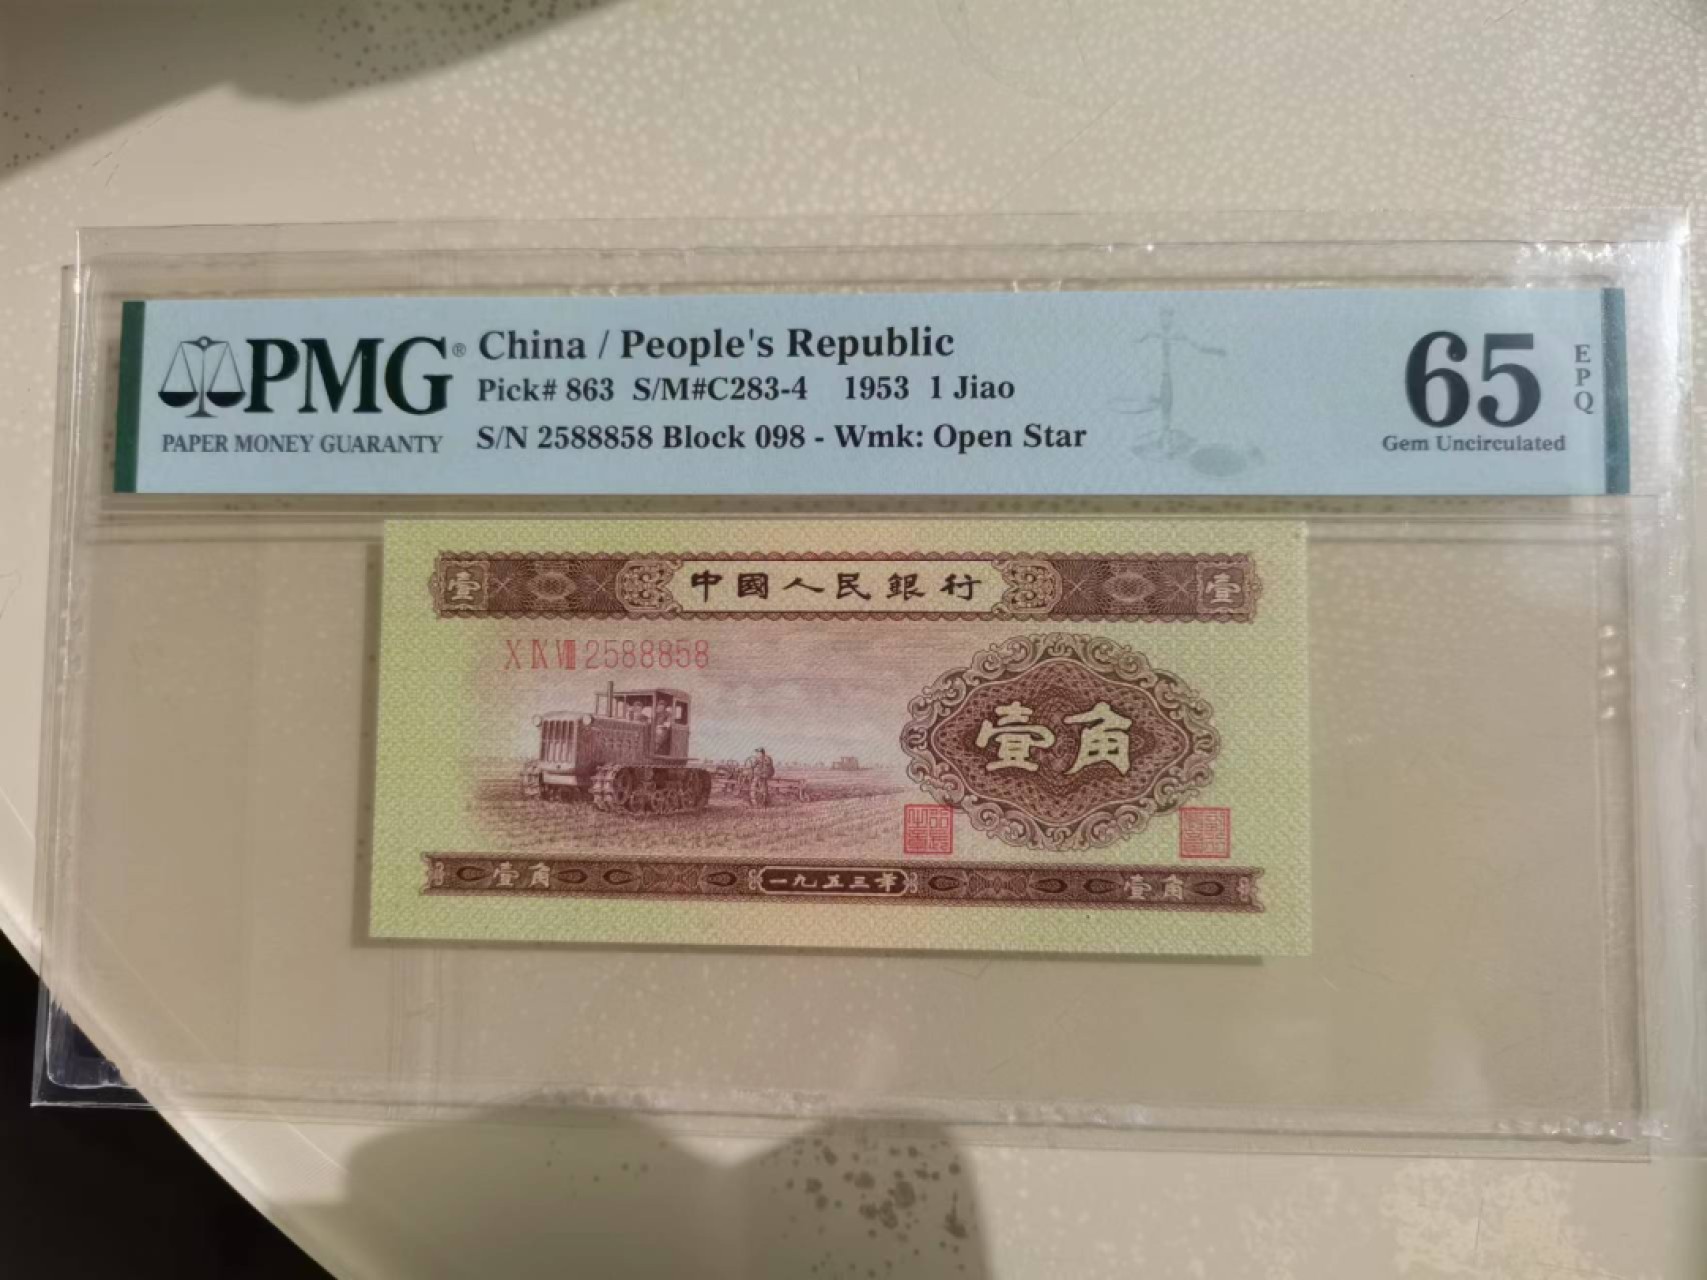 PMG®
PAPER MONEY GUARANTY
China / People's Republic
Pick# 863 S/M#C283-4 1953 1 Jiao
S/N 2588858 Block 098 - Wmk: Open Star
65
EPQ
Gem Uncirculated
壹 中國人民銀行 壹
X IX VIII 2588858
壹角
壹角 一九五三年 壹角